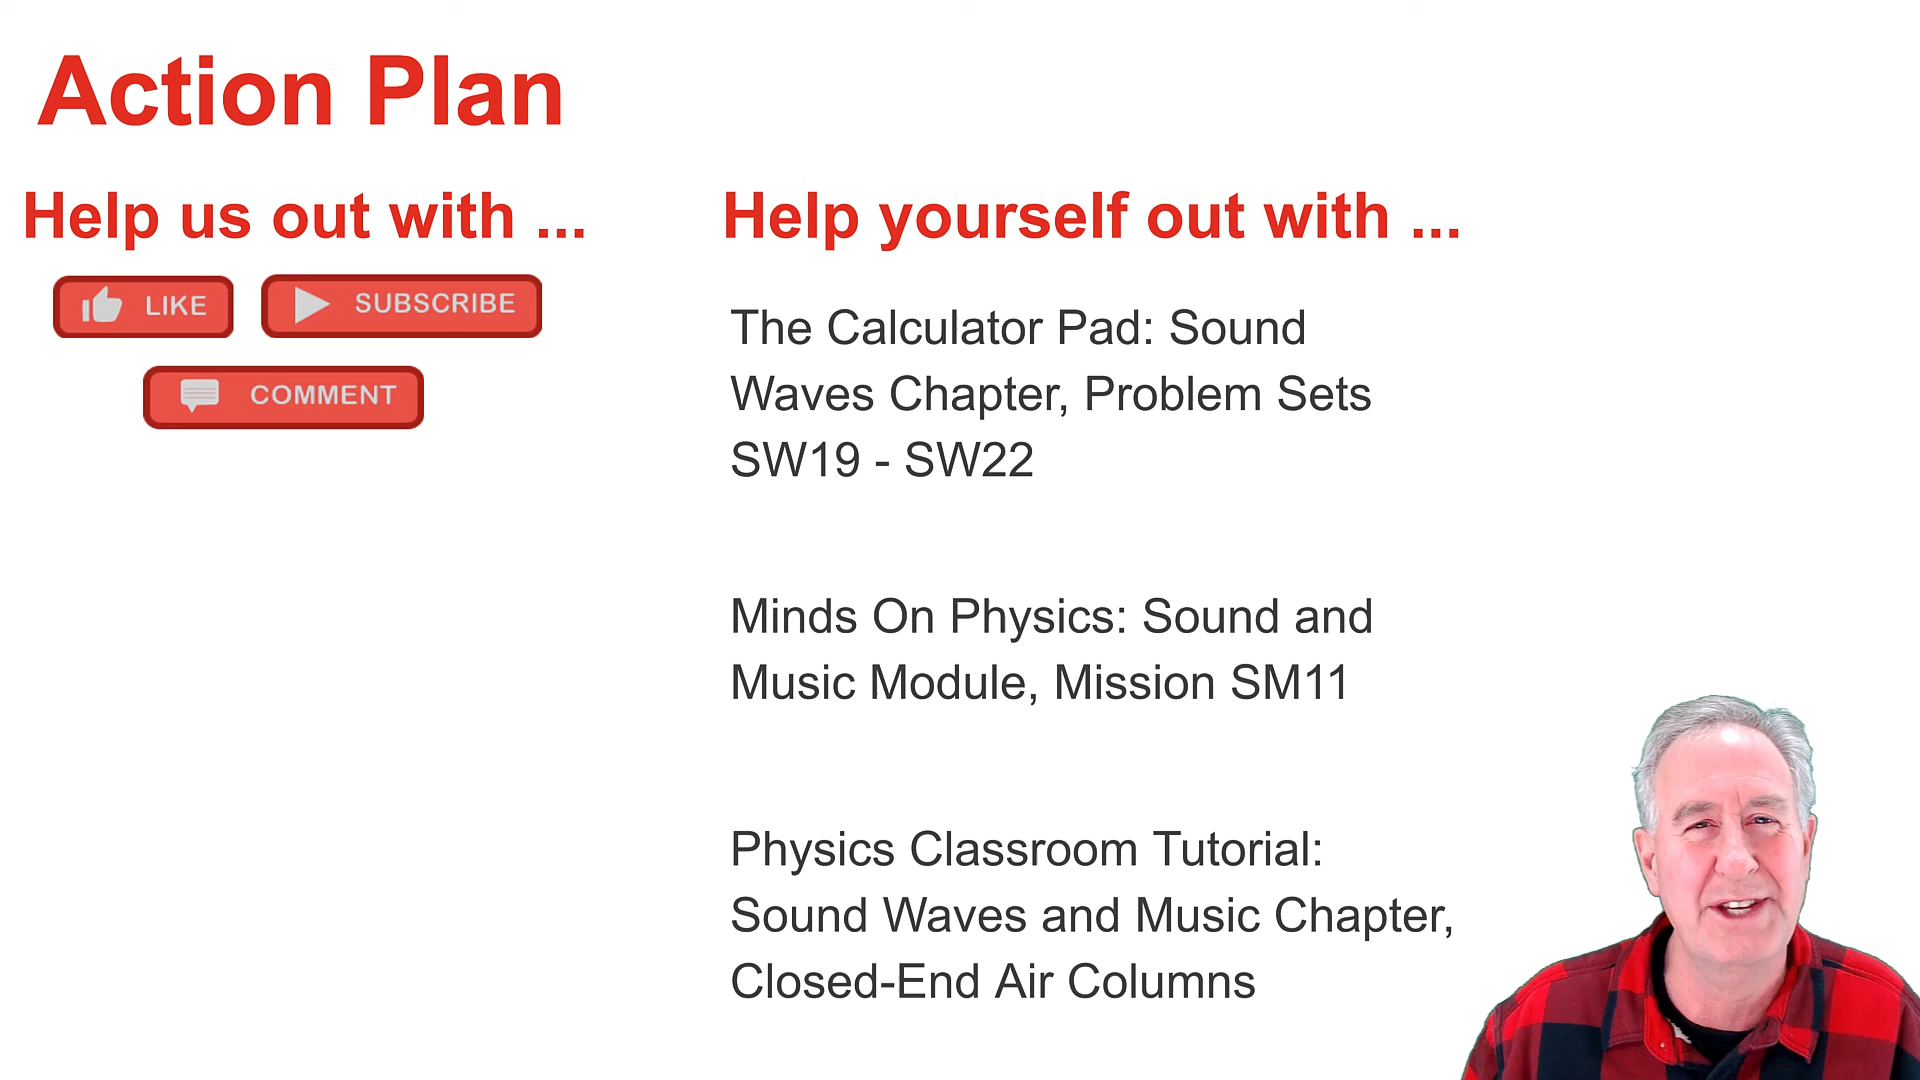 Action Plan
Help us out with ...
LIKE
SUBSCRIBE
COMMENT
Help yourself out with ...
The Calculator Pad: Sound
Waves Chapter, Problem Sets
SW19 - SW22
Minds On Physics: Sound and
Music Module, Mission SM11
Physics Classroom Tutorial:
Sound Waves and Music Chapter,
Closed-End Air Columns